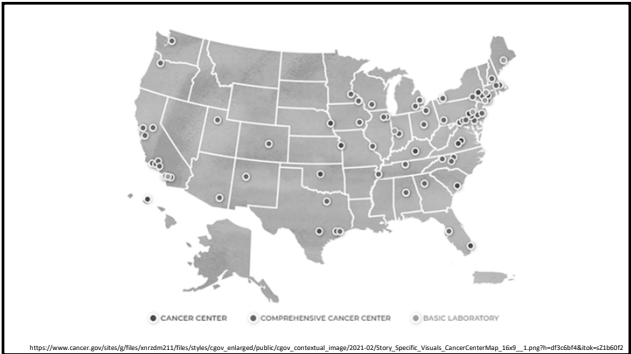 CANCER CENTER COMPREHENSIVE CANCER CENTER BASIC LABORATORY
https://www.cancer.gov/sites/g/files/xnrzdm211/files/styles/cgov_enlarged/public/cgov_contextual_image/2021-02/Story_Specific_Visuals_CancerCenterMap_16x9__1.png?h=df3c6bf4&itok=sZ1b60f2